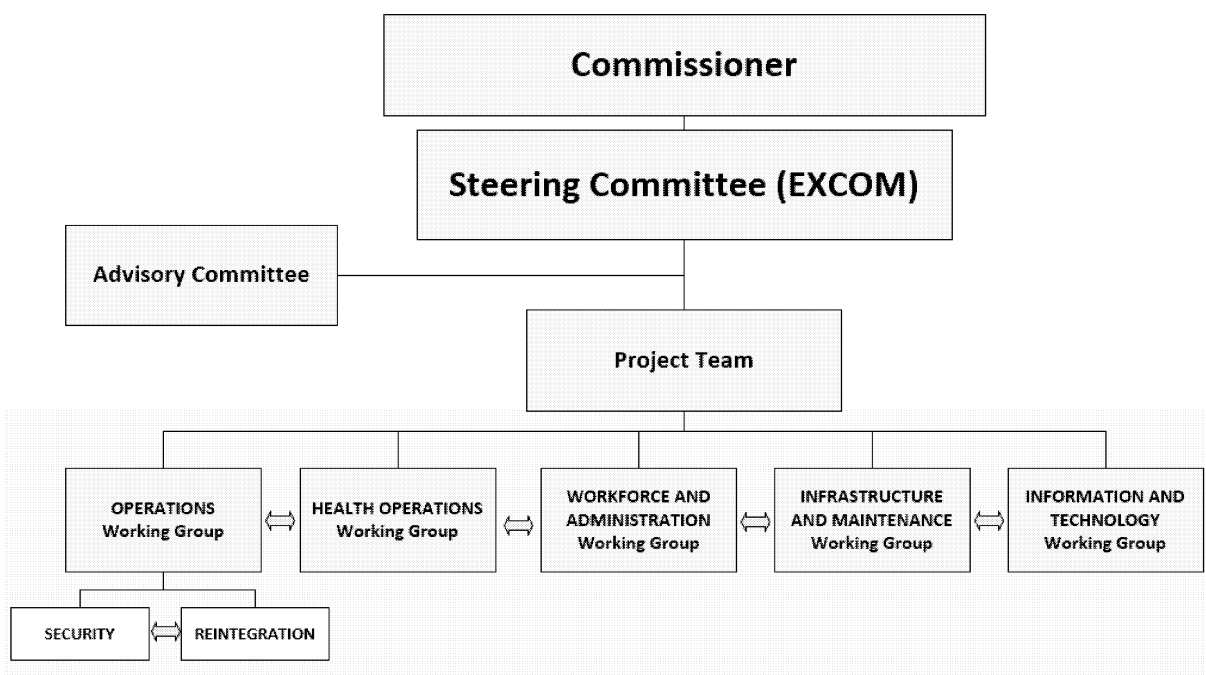 Commissioner
Steering Committee (EXCOM)
Advisory Committee
Project Team
OPERATIONS
Working Group
HEALTH OPERATIONS
Working Group
WORKFORCE AND
ADMINISTRATION
Working Group
INFRASTRUCTURE
AND MAINTENANCE
Working Group
INFORMATION AND
TECHNOLOGY
Working Group
SECURITY
REINTEGRATION